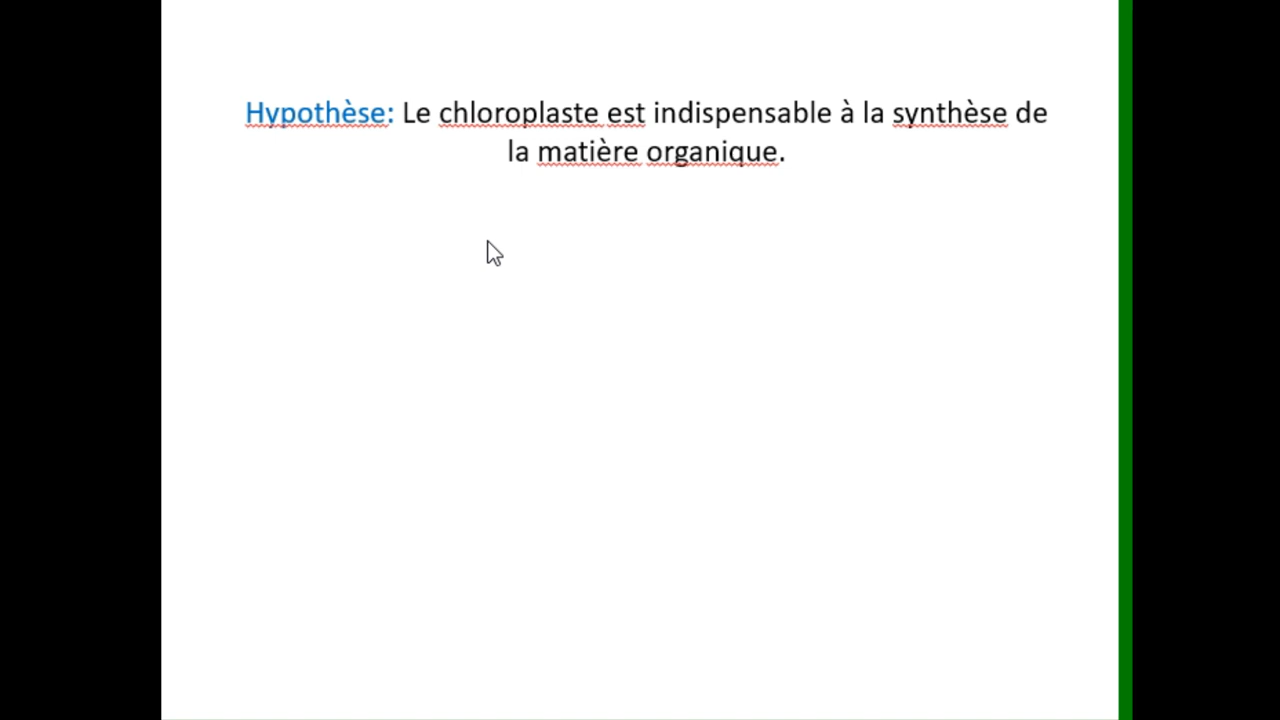 Hypothèse: Le chloroplaste est indispensable à la synthèse de
la matière organique.